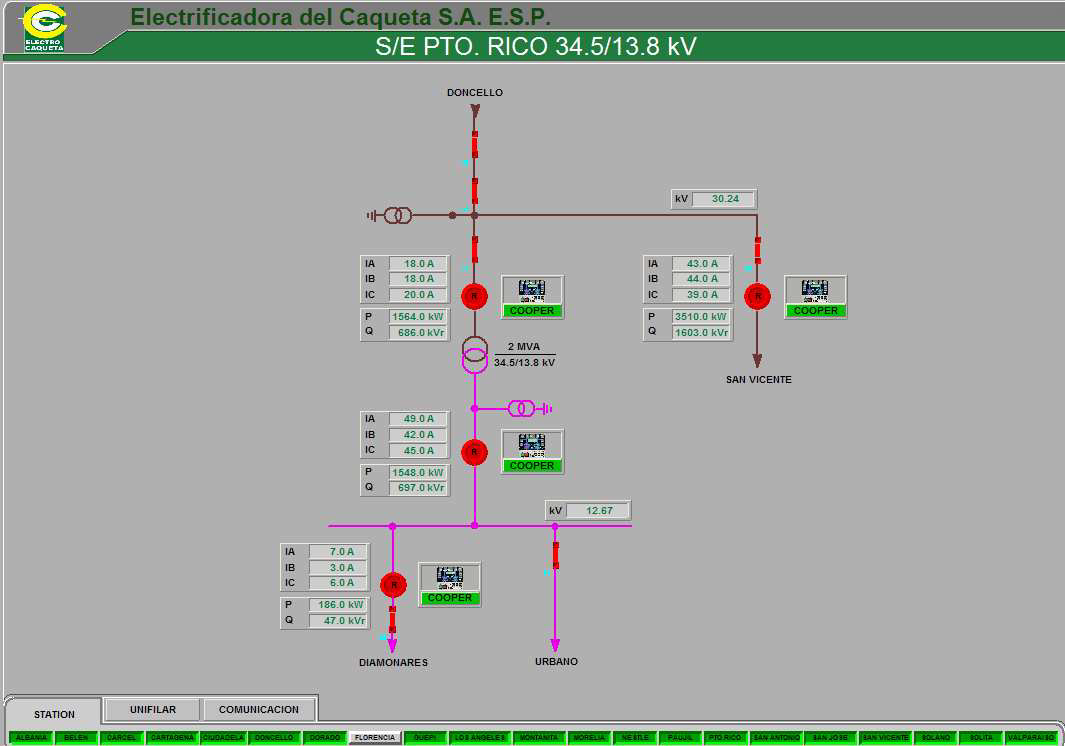 Electrificadora del Caqueta S.A. E.S.P.
ELECTRO
CAQUETA
S/E PTO. RICO 34.5/13.8 kV
DONCELLO
kV 30.24
IA 18.0 A
IB 18.0 A
IC 20.0 A
P 1564.0 kW
Q 686.0 kVr
R
COOPER
IA 43.0 A
IB 44.0 A
IC 39.0 A
P 3510.0 kW
Q 1603.0 kVr
R
COOPER
2 MVA
34.5/13.8 kV
SAN VICENTE
IA 49.0 A
IB 42.0 A
IC 45.0 A
P 1548.0 kW
Q 697.0 kVr
R
COOPER
kV 12.67
IA 7.0 A
IB 3.0 A
IC 6.0 A
P 186.0 kW
Q 47.0 kVr
R
COOPER
DIAMONARES
URBANO
STATION UNIFILAR COMUNICACION
ALBANIA BELEN CARCEL CARTAGENA CIUDADELA DONCELLO DORADO FLORENCIA GUEPI LOS ANGELES MONTANITA MORELIA NESTLE PAUJIL PTO RICO SAN ANTONIO SAN JOSE SAN VICENTE SOLANO SOLITA VALPARAISO